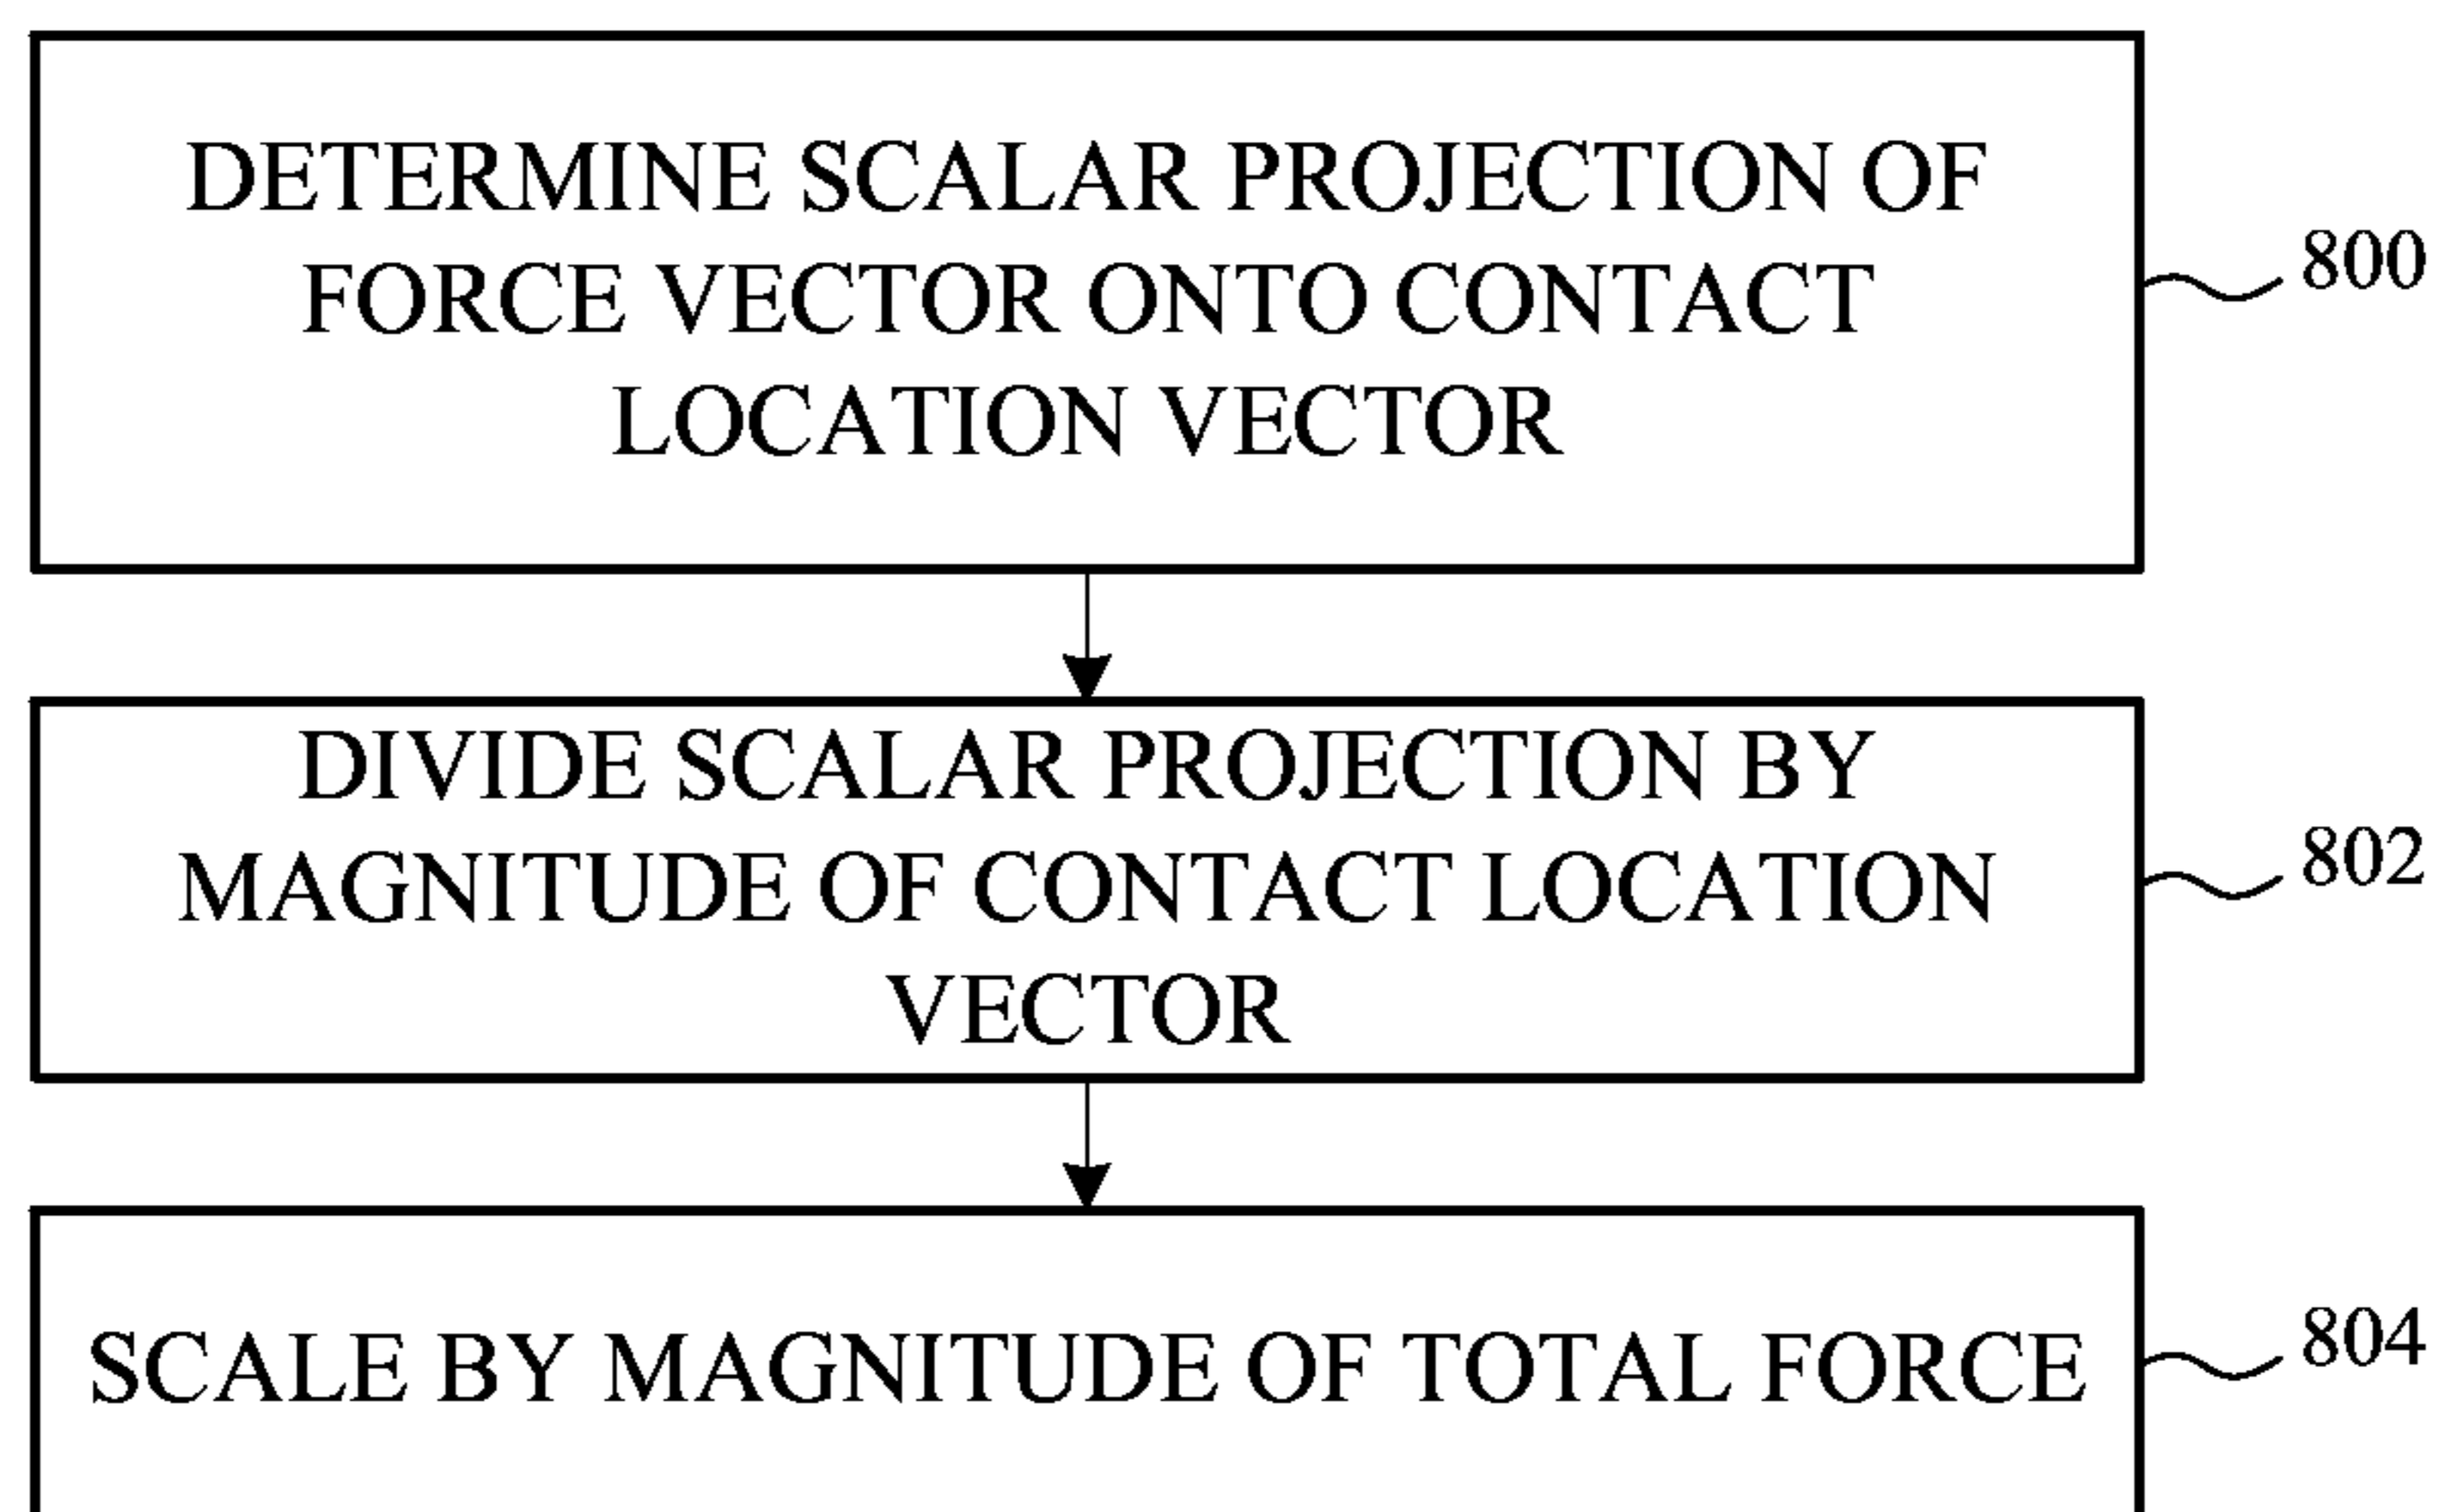 DETERMINE SCALAR PROJECTION OF
FORCE VECTOR ONTO CONTACT
LOCATION VECTOR
800
DIVIDE SCALAR PROJECTION BY
MAGNITUDE OF CONTACT LOCATION
VECTOR
802
SCALE BY MAGNITUDE OF TOTAL FORCE
804